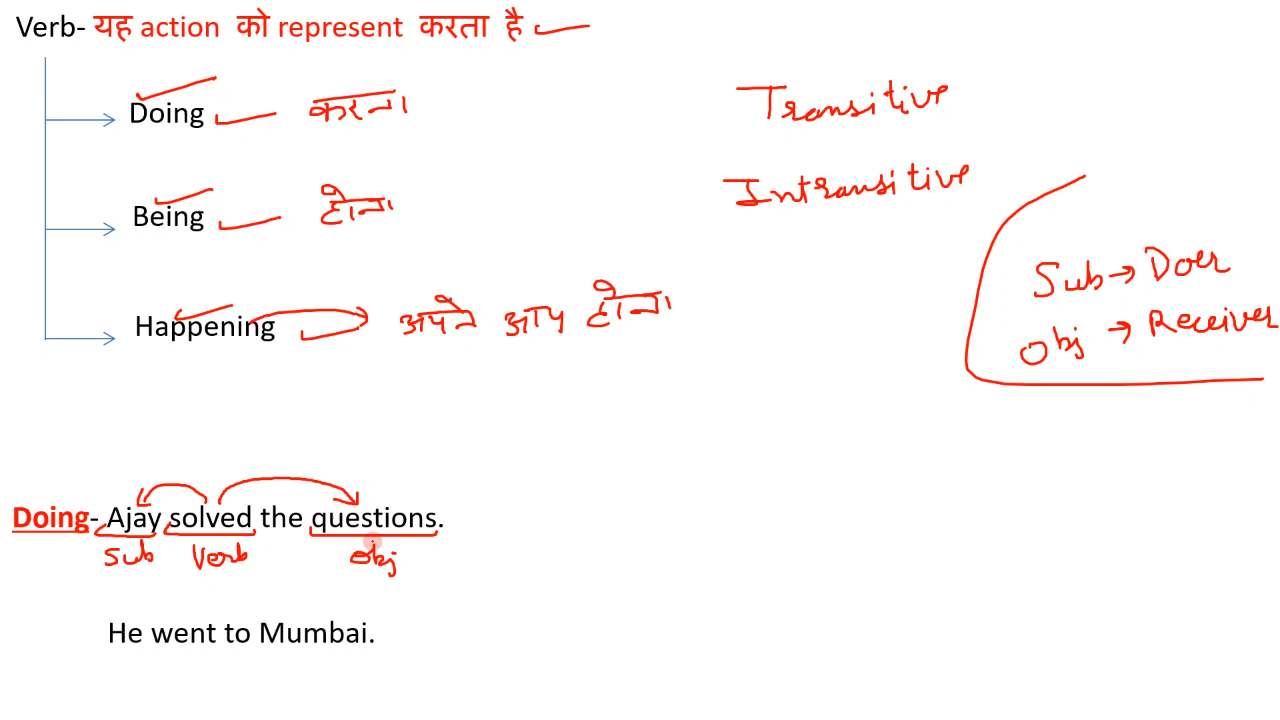 Verb- यह action को represent करता है
Doing करना
Being होना
Happening अपने आप होना
Transitive
Intransitive
Sub → Doer
Obj → Receiver
Doing- Ajay solved the questions.
Sub Verb Obj
He went to Mumbai.